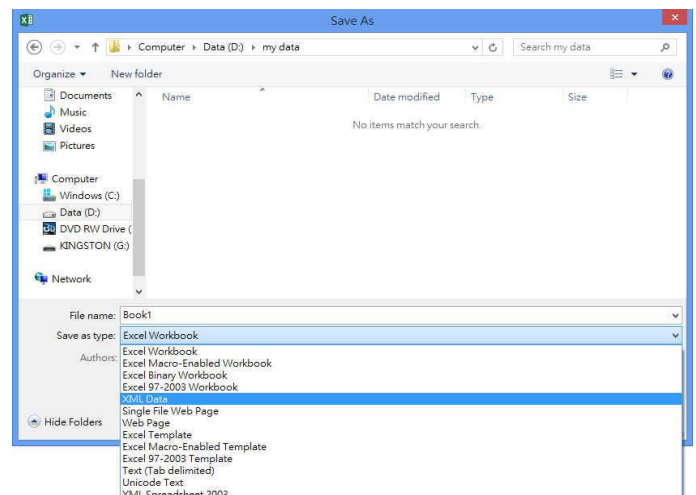 Save As
Computer Data (D:) my data
Search my data
Organize New folder
Documents
Music
Videos
Pictures
Computer
Windows (C:)
Data (D:)
DVD RW Drive (
KINGSTON (G:)
Network
Name Date modified Type Size
No items match your search.
File name: Book1
Save as type: Excel Workbook
Authors:
Excel Workbook
Excel Macro-Enabled Workbook
Excel Binary Workbook
Excel 97-2003 Workbook
XML Data
Single File Web Page
Web Page
Excel Template
Excel Macro-Enabled Template
Excel 97-2003 Template
Text (Tab delimited)
Unicode Text
XML Spreadsheet 2003
Hide Folders